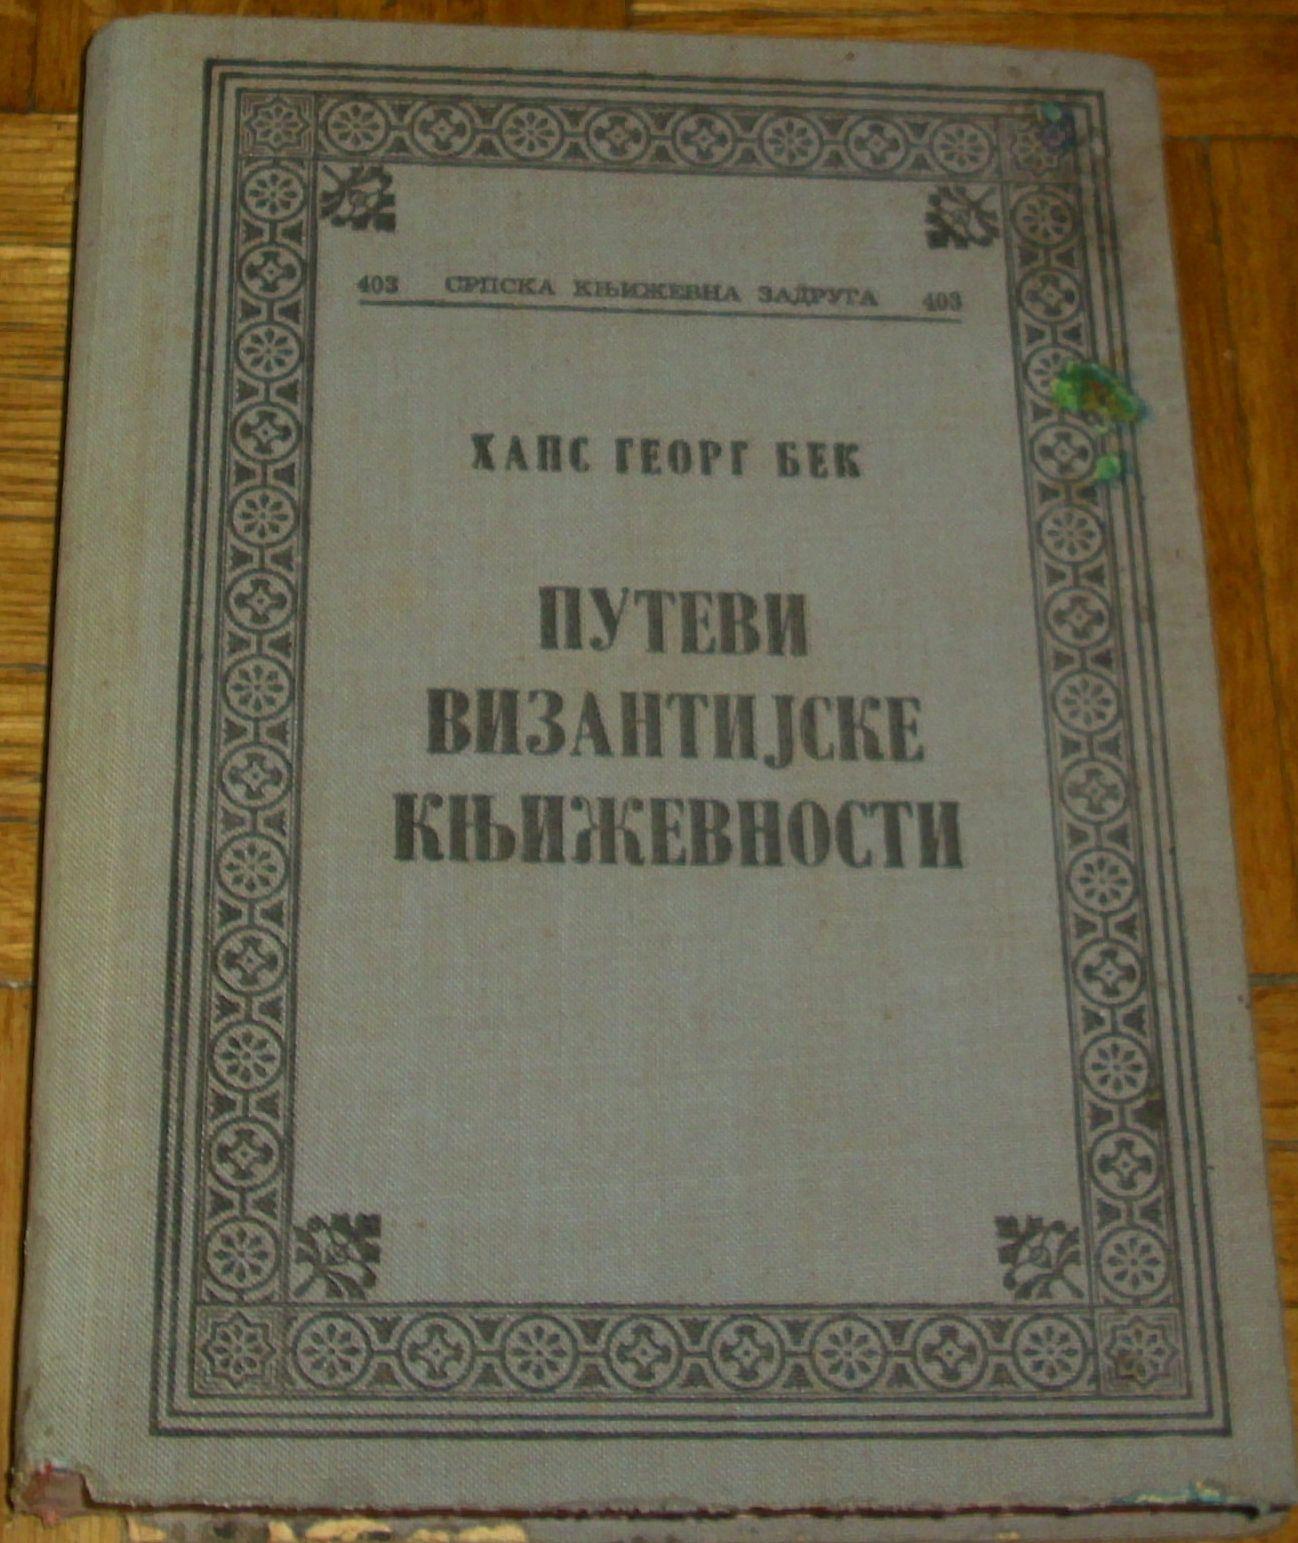 403 СРПСКА КЊИЖЕВНА ЗАДРУГА 403
ХАНС ГЕОРГ БЕК
ПУТЕВИ
ВИЗАНТИЈСКЕ
КЊИЖЕВНОСТИ